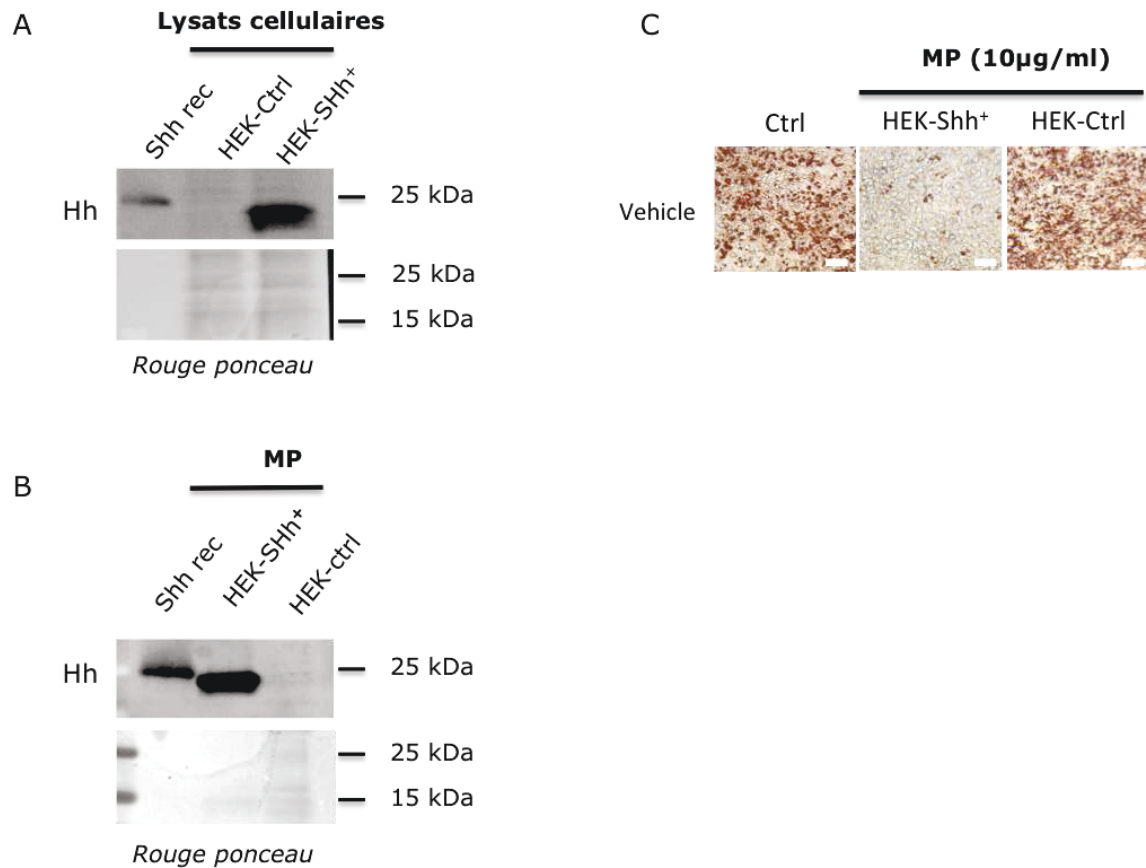 A
Lysats cellulaires
Shh rec
HEK-Ctrl
HEK-SHh⁺
Hh
25 kDa
25 kDa
15 kDa
Rouge ponceau
B
MP
Shh rec
HEK-SHh⁺
HEK-ctrl
Hh
25 kDa
25 kDa
15 kDa
Rouge ponceau
C
MP (10µg/ml)
Ctrl
HEK-Shh⁺
HEK-Ctrl
Vehicle